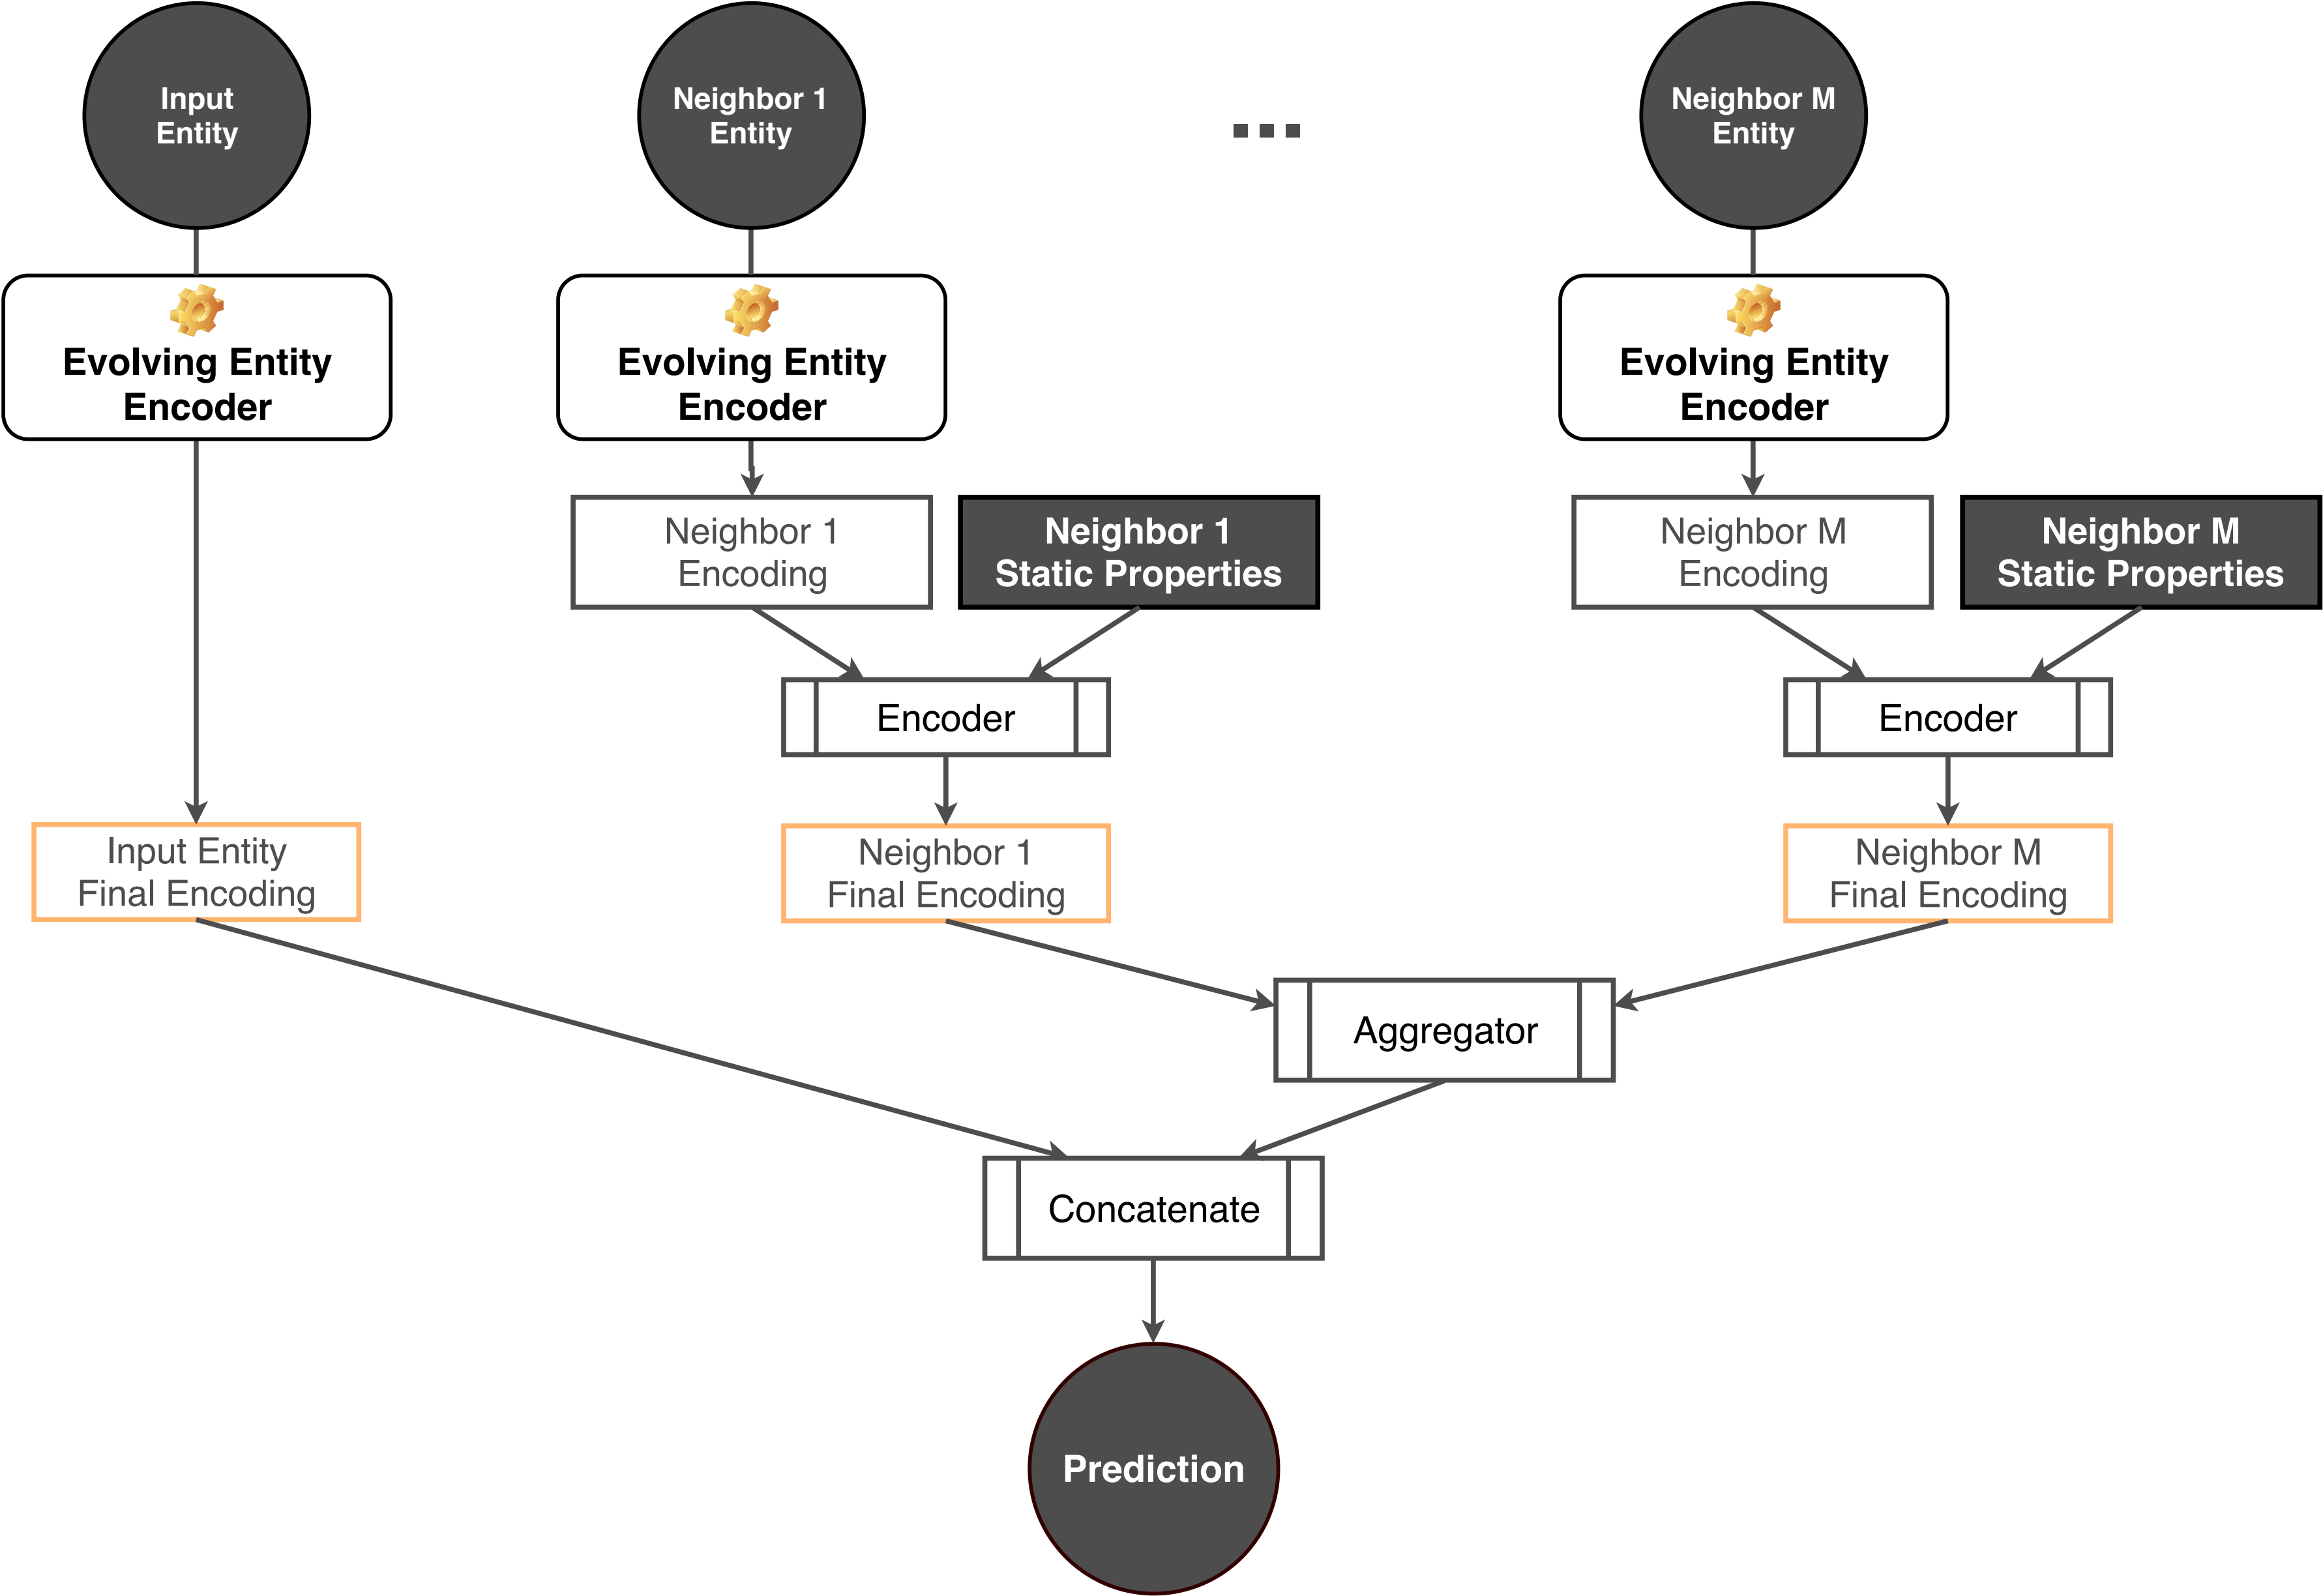 Input
Entity
Neighbor 1
Entity
Neighbor M
Entity
Evolving Entity
Encoder
Evolving Entity
Encoder
Evolving Entity
Encoder
Neighbor 1
Encoding
Neighbor 1
Static Properties
Neighbor M
Encoding
Neighbor M
Static Properties
Encoder
Encoder
Input Entity
Final Encoding
Neighbor 1
Final Encoding
Neighbor M
Final Encoding
Aggregator
Concatenate
Prediction